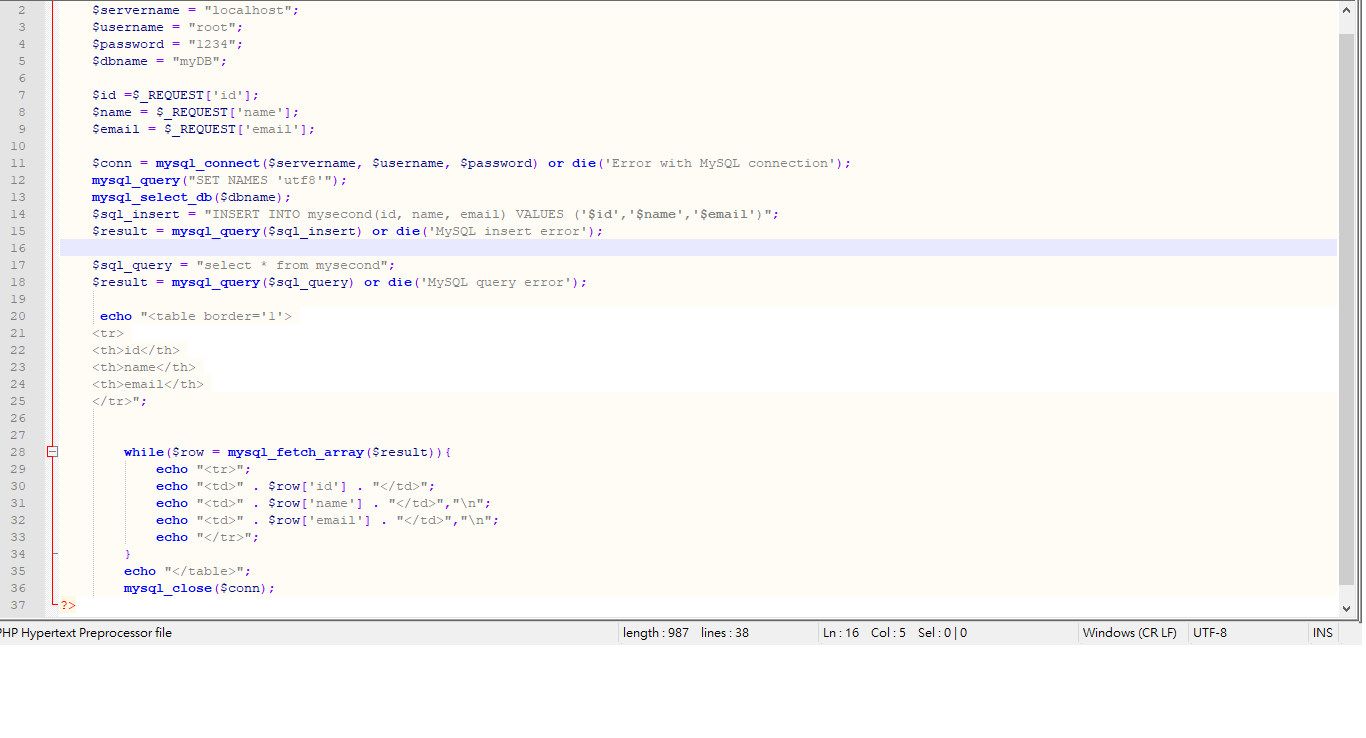 2 $servername = "localhost";
3 $username = "root";
4 $password = "1234";
5 $dbname = "myDB";
6
7 $id =$_REQUEST['id'];
8 $name = $_REQUEST['name'];
9 $email = $_REQUEST['email'];
10
11 $conn = mysql_connect($servername, $username, $password) or die('Error with MySQL connection');
12 mysql_query("SET NAMES 'utf8'");
13 mysql_select_db($dbname);
14 $sql_insert = "INSERT INTO mysecond(id, name, email) VALUES ('$id','$name','$email')";
15 $result = mysql_query($sql_insert) or die('MySQL insert error');
16
17 $sql_query = "select * from mysecond";
18 $result = mysql_query($sql_query) or die('MySQL query error');
19
20 echo "<table border='1'>
21 <tr>
22 <th>id</th>
23 <th>name</th>
24 <th>email</th>
25 </tr>";
26
27
28 while($row = mysql_fetch_array($result)){
29 echo "<tr>";
30 echo "<td>" . $row['id'] . "</td>";
31 echo "<td>" . $row['name'] . "</td>","\n";
32 echo "<td>" . $row['email'] . "</td>","\n";
33 echo "</tr>";
34 }
35 echo "</table>";
36 mysql_close($conn);
37 ?>
PHP Hypertext Preprocessor file length : 987 lines : 38 Ln : 16 Col : 5 Sel : 0 | 0 Windows (CR LF) UTF-8 INS